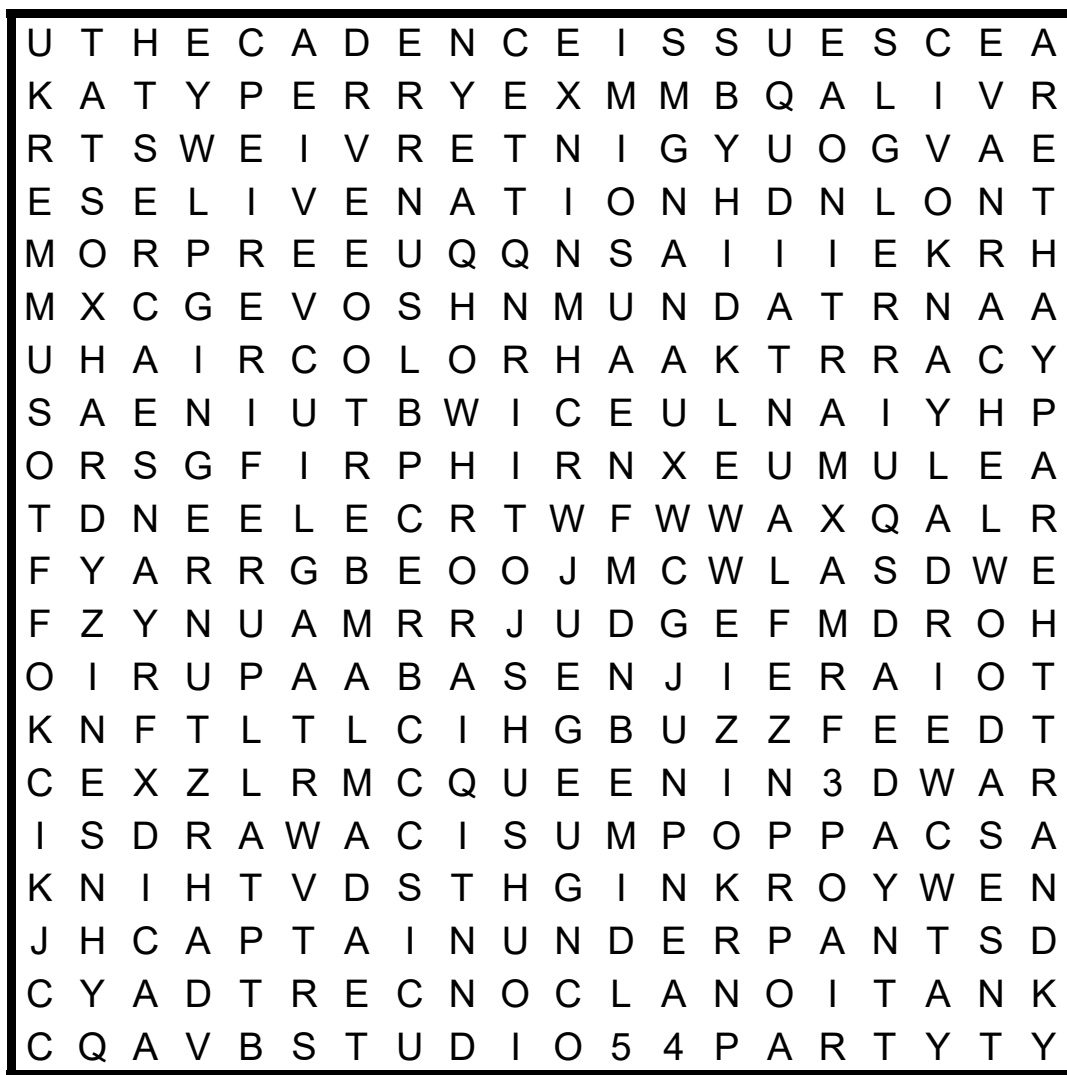 U T H E C A D E N C E I S S U E S C E A
K A T Y P E R R Y E X M M B Q A L I V R
R T S W E I V R E T N I G Y U O G V A E
E S E L I V E N A T I O N H D N L O N T
M O R P R E E U Q Q N S A I I I E K R H
M X C G E V O S H N M U N D A T R N A A
U H A I R C O L O R H A A K T R R A C Y
S A E N I U T B W I C E U L N A I Y H P
O R S G F I R P H I R N X E U M U L E A
T D N E E L E C R T W F W W A X Q A L R
F Y A R R G B E O O J M C W L A S D W E
F Z Y N U A M R R J U D G E F M D R O H
O I R U P A A B A S E N J I E R A I O T
K N F T L T L C I H G B U Z Z F E E D T
C E X Z L R M C Q U E E N I N 3 D W A R
I S D R A W A C I S U M P O P P A C S A
K N I H T V D S T H G I N K R O Y W E N
J H C A P T A I N U N D E R P A N T S D
C Y A D T R E C N O C L A N O I T A N K
C Q A V B S T U D I O 5 4 P A R T Y T Y